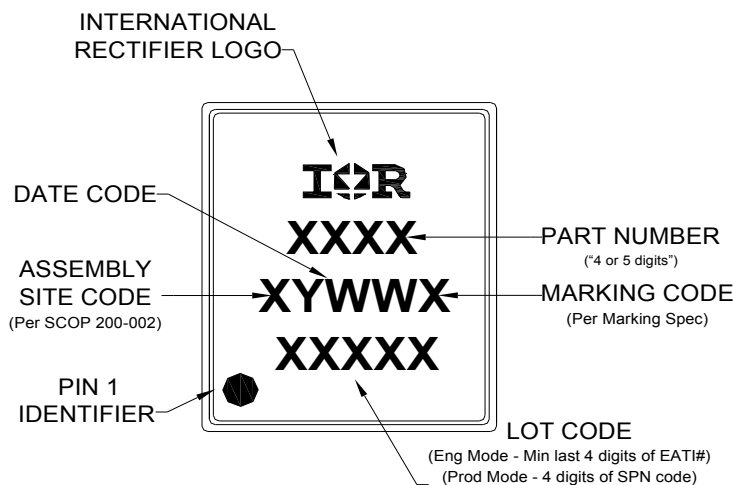 INTERNATIONAL
RECTIFIER LOGO
IOR
DATE CODE
XXXX
PART NUMBER
(“4 or 5 digits”)
ASSEMBLY
SITE CODE
(Per SCOP 200-002)
XYWWX
MARKING CODE
(Per Marking Spec)
XXXXX
PIN 1
IDENTIFIER
LOT CODE
(Eng Mode - Min last 4 digits of EATI#)
(Prod Mode - 4 digits of SPN code)